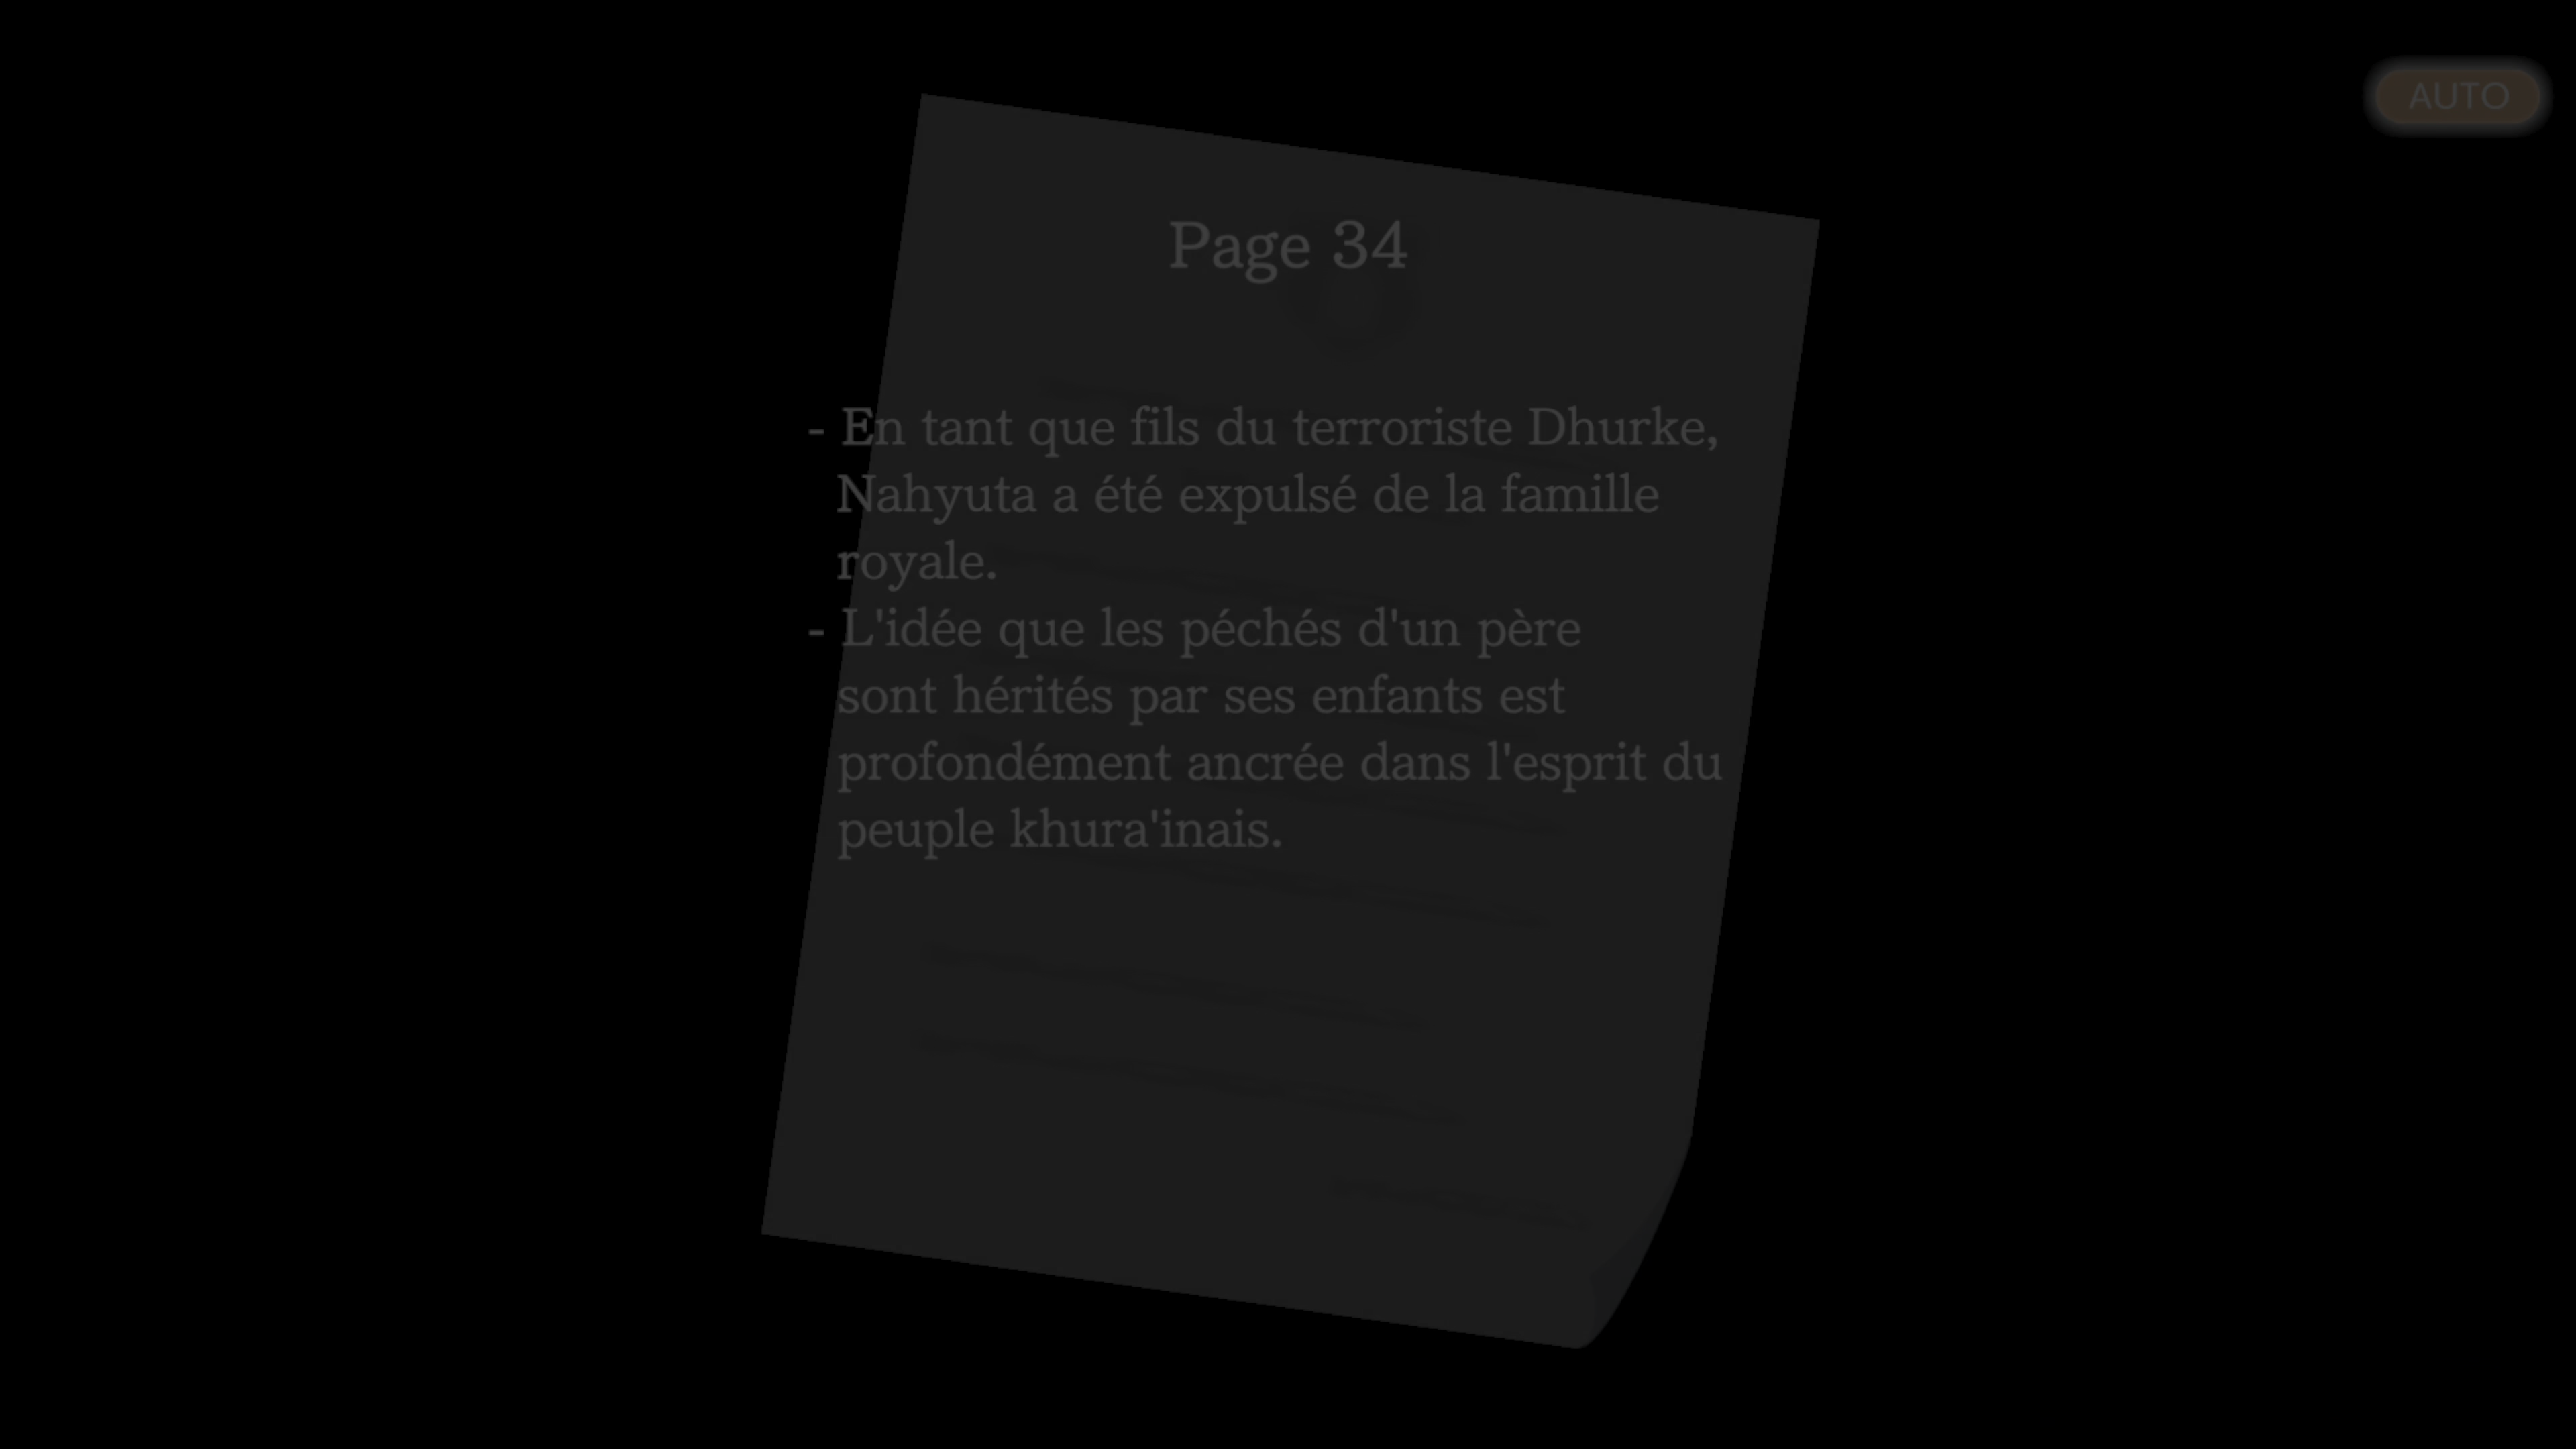 AUTO
Page 34
- En tant que fils du terroriste Dhurke,
Nahyuta a été expulsé de la famille
royale.
- L'idée que les péchés d'un père
sont hérités par ses enfants est
profondément ancrée dans l'esprit du
peuple khura'inais.